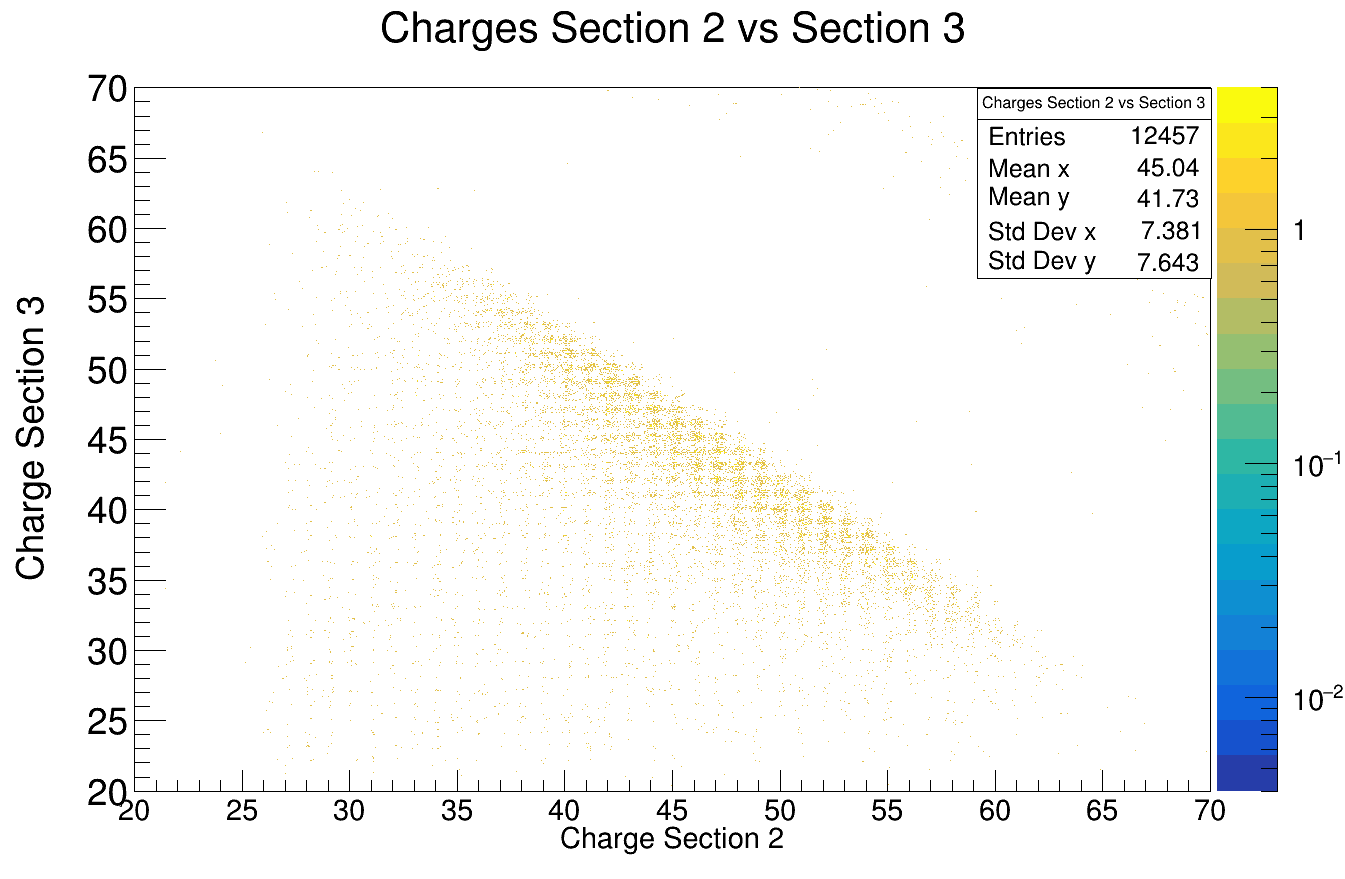 Charges Section 2 vs Section 3
Charges Section 2 vs Section 3
Entries 12457
Mean x 45.04
Mean y 41.73
Std Dev x 7.381
Std Dev y 7.643
70
65
60
55
50
45
40
35
30
25
20
Charge Section 3
20 25 30 35 40 45 50 55 60 65 70
Charge Section 2
1
10⁻¹
10⁻²